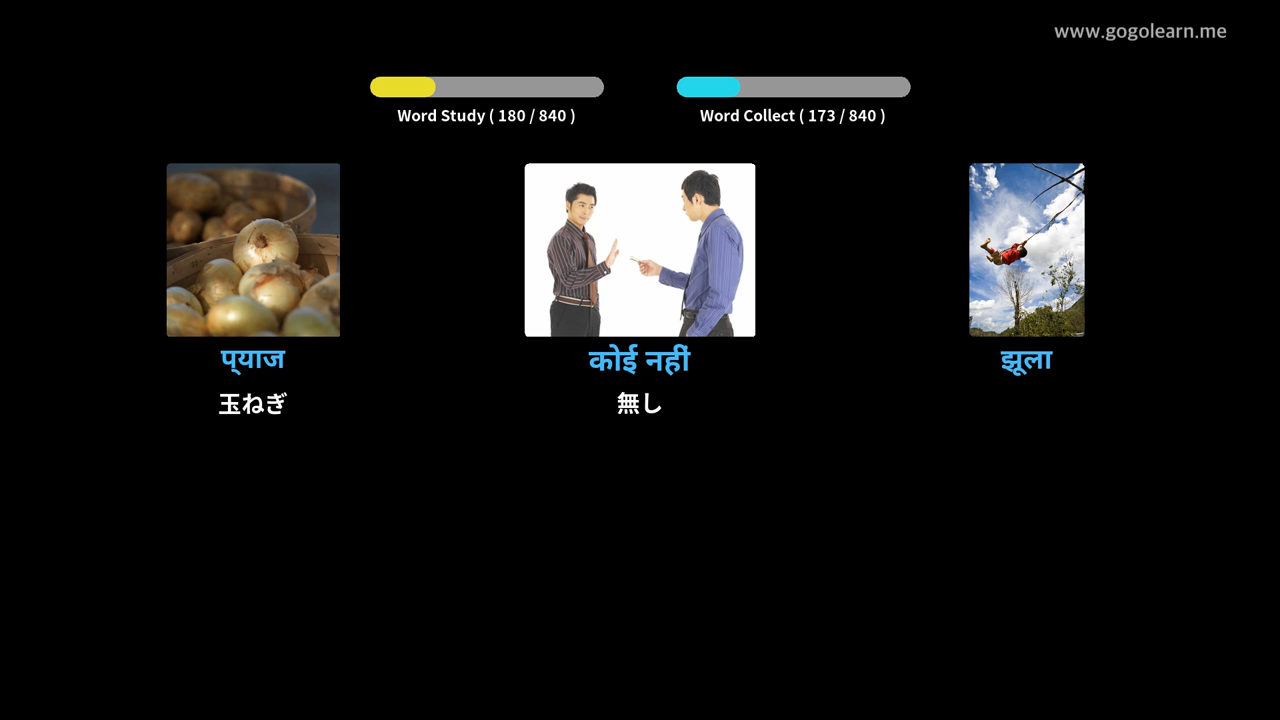 www.gogolearn.me
Word Study ( 180 / 840 )
Word Collect ( 173 / 840 )
प्याज
कोई नहीं
झूला
玉ねぎ
無し